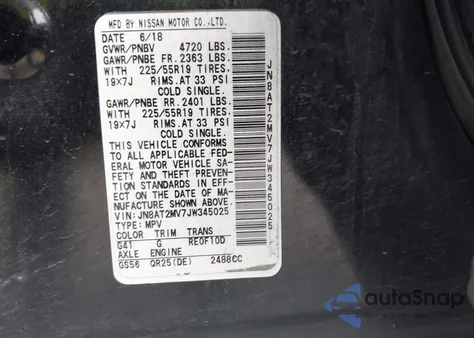 MFD BY NISSAN MOTOR CO.,LTD.
DATE 6/18
GVWR/PNBV 4720 LBS.
GAWR/PNBE FR. 2363 LBS.
WITH 225/55R19 TIRES.
19×7J RIMS.AT 33 PSI
COLD SINGLE.
GAWR/PNBE RR. 2401 LBS.
WITH 225/55R19 TIRES.
19×7J RIMS.AT 33 PSI
COLD SINGLE.
THIS VEHICLE CONFORMS
TO ALL APPLICABLE FED-
ERAL MOTOR VEHICLE SA-
FETY AND THEFT PREVEN-
TION STANDARDS IN EFF-
ECT ON THE DATE OF MA-
NUFACTURE SHOWN ABOVE.
VIN:JN8AT2MV7JW345025
TYPE:MPV
COLOR TRIM TRANS
G41 G RE0F10D
AXLE ENGINE
GS56 QR25(DE) 2488CC
JN8AT2MV7JW345025
autoSnap